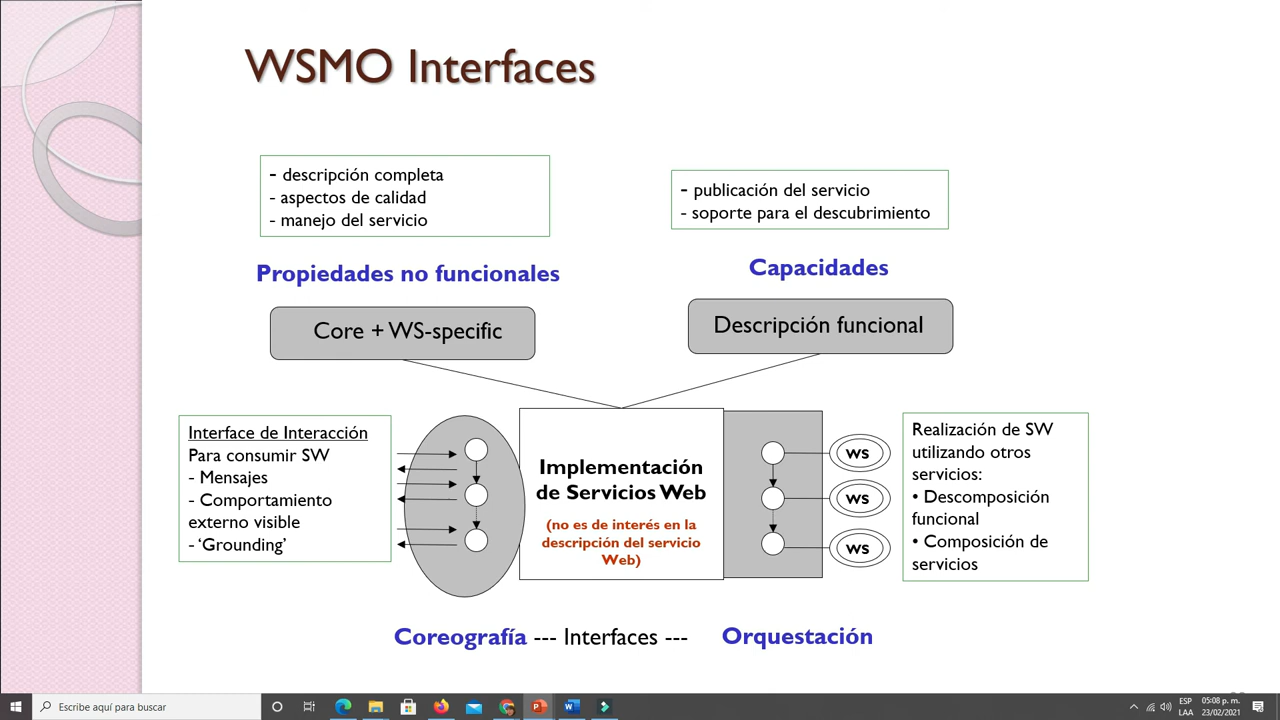 WSMO Interfaces
- descripción completa
- aspectos de calidad
- manejo del servicio
- publicación del servicio
- soporte para el descubrimiento
Propiedades no funcionales
Capacidades
Core + WS-specific
Descripción funcional
Interface de Interacción
Para consumir SW
- Mensajes
- Comportamiento
externo visible
- ‘Grounding’
Implementación
de Servicios Web
(no es de interés en la
descripción del servicio
Web)
WS
WS
WS
Realización de SW
utilizando otros
servicios:
• Descomposición
funcional
• Composición de
servicios
Coreografía --- Interfaces --- Orquestación
Escribe aquí para buscar
ESP
LAA
05:08 p. m.
23/02/2021